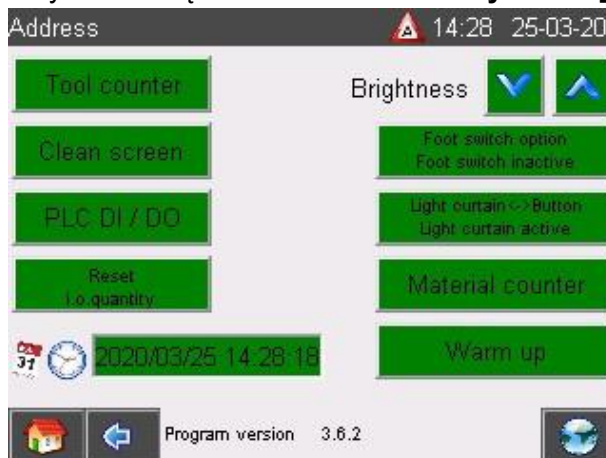 Address
A 14:28 25-03-20
Tool counter
Brightness
Clean screen
Foot switch option
Foot switch inactive
PLC DI / DO
Light curtain<->Button
Light curtain active
Reset
i.o.quantity
Material counter
31
2020/03/25 14:28:18
Warm up
Program version 3.6.2